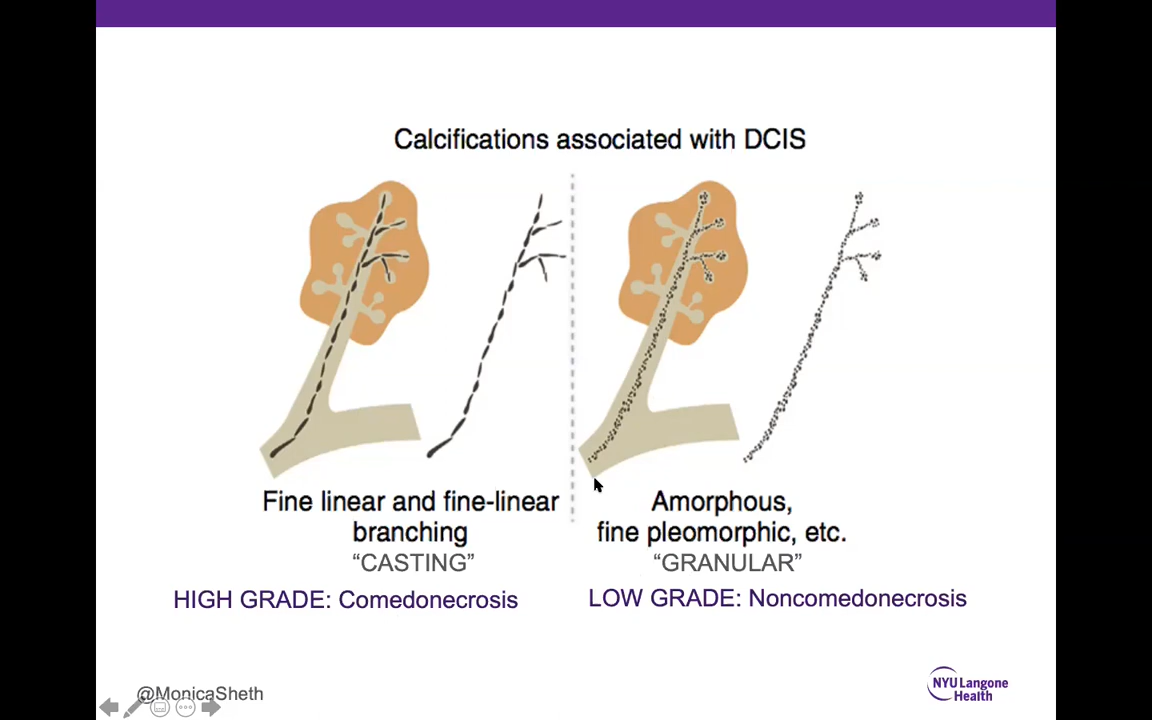 Calcifications associated with DCIS
Fine linear and fine-linear
branching
“CASTING”
HIGH GRADE: Comedonecrosis
Amorphous,
fine pleomorphic, etc.
“GRANULAR”
LOW GRADE: Noncomedonecrosis
@MonicaSheth
NYU Langone
Health